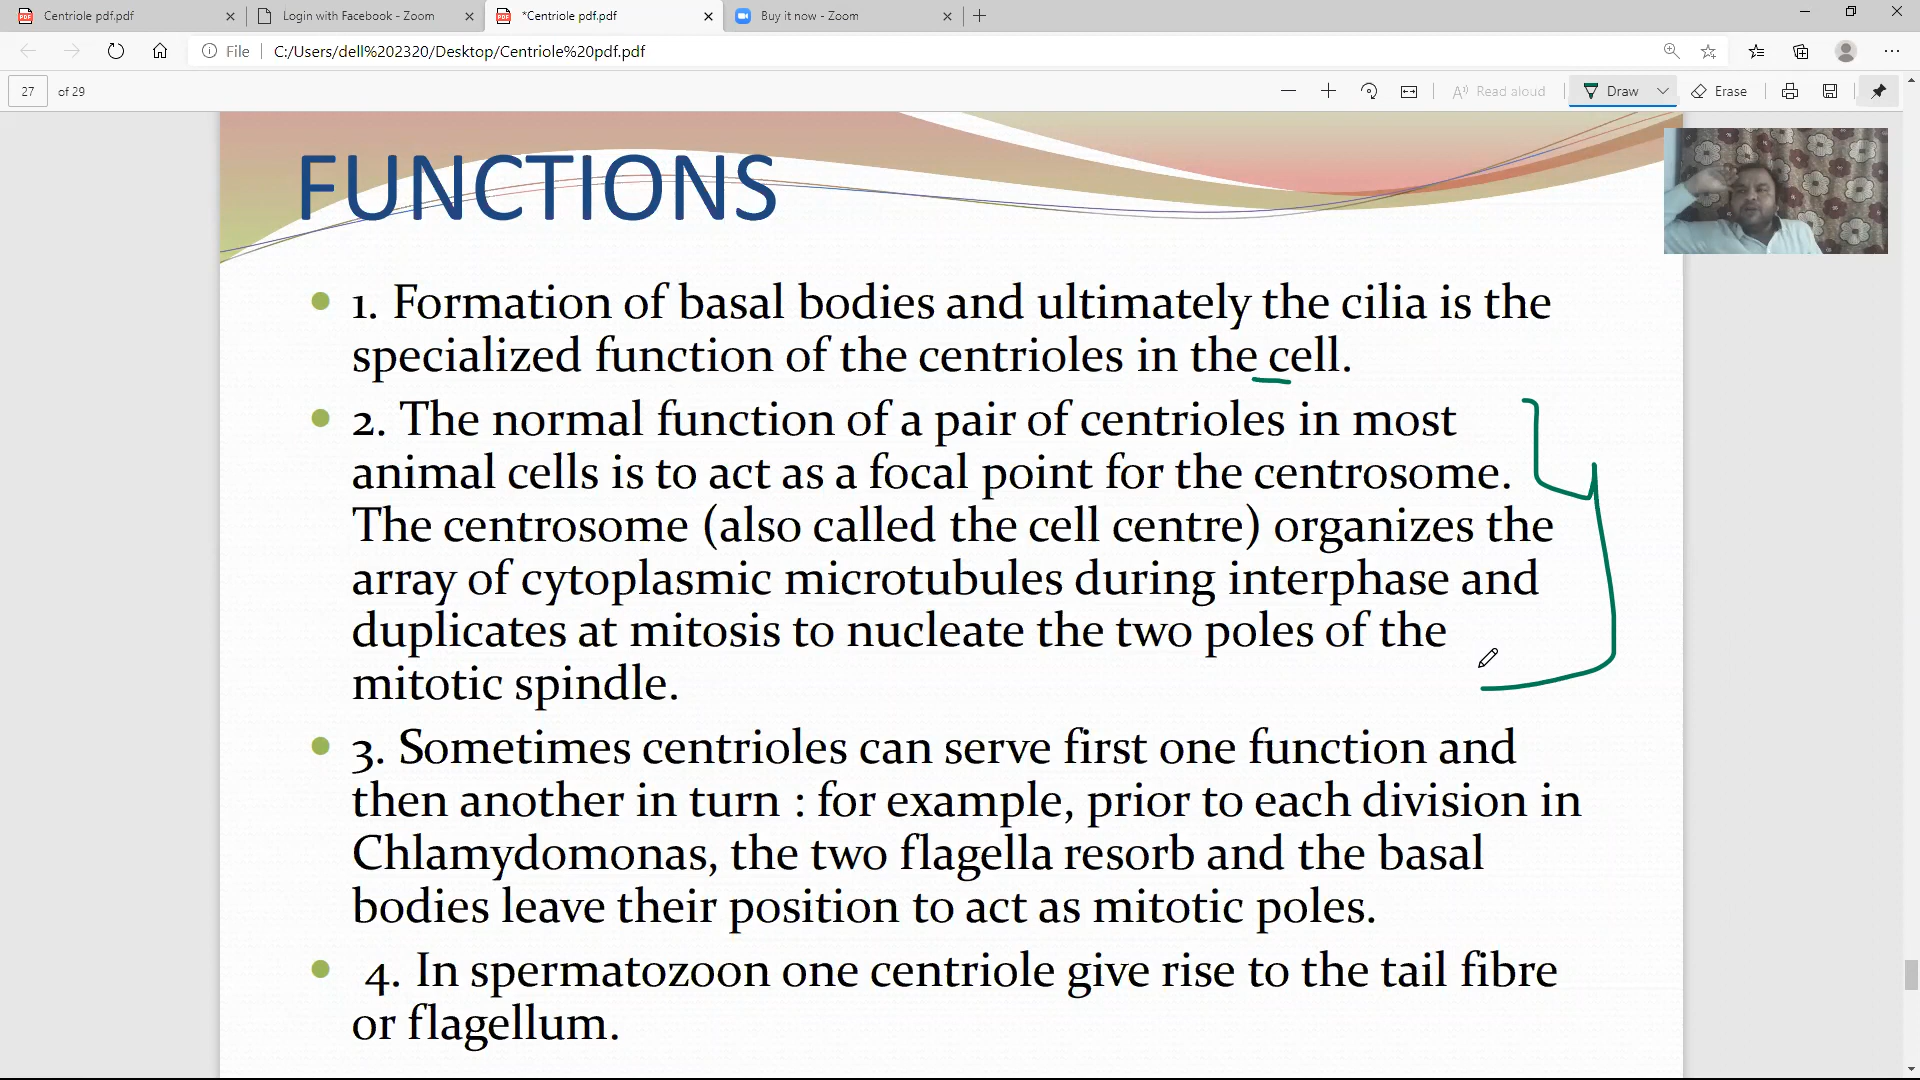 Centriole pdf.pdf
Login with Facebook - Zoom
*Centriole pdf.pdf
Buy it now - Zoom
File C:/Users/dell%202320/Desktop/Centriole%20pdf.pdf
27 of 29
Read aloud
Draw
Erase
FUNCTIONS
1. Formation of basal bodies and ultimately the cilia is the
specialized function of the centrioles in the cell.
2. The normal function of a pair of centrioles in most
animal cells is to act as a focal point for the centrosome.
The centrosome (also called the cell centre) organizes the
array of cytoplasmic microtubules during interphase and
duplicates at mitosis to nucleate the two poles of the
mitotic spindle.
3. Sometimes centrioles can serve first one function and
then another in turn : for example, prior to each division in
Chlamydomonas, the two flagella resorb and the basal
bodies leave their position to act as mitotic poles.
4. In spermatozoon one centriole give rise to the tail fibre
or flagellum.